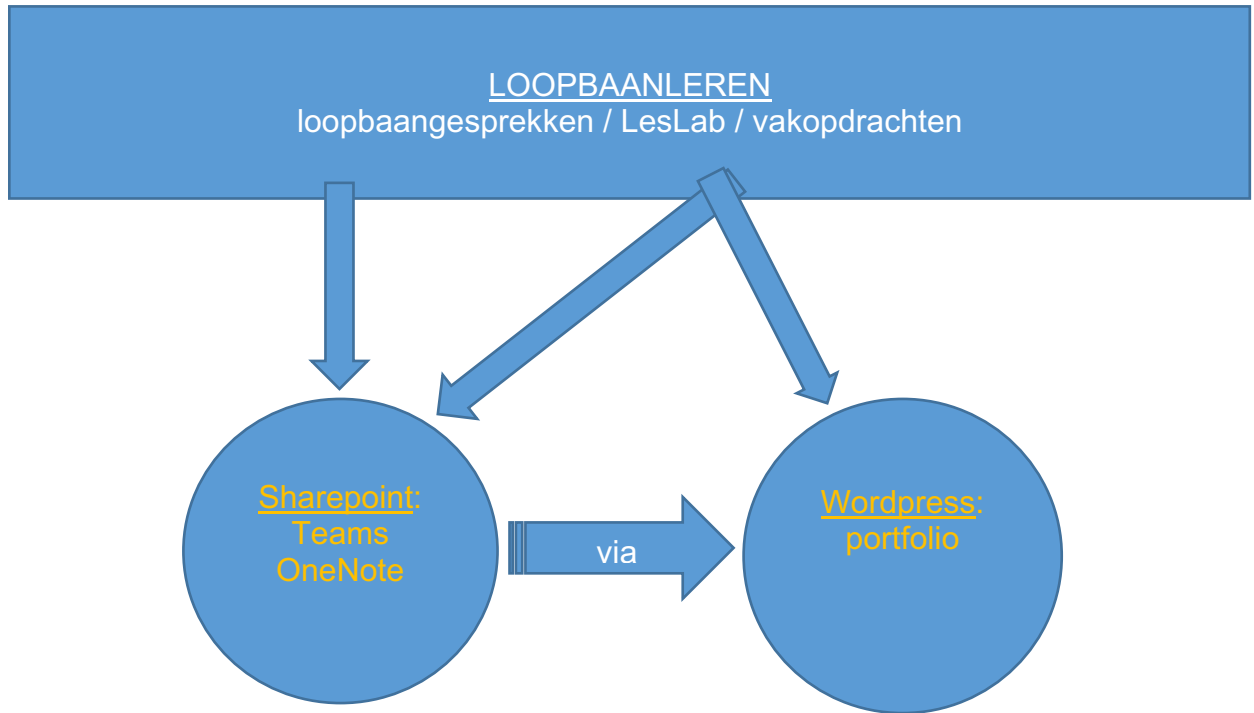 LOOPBAANLEREN
loopbaangesprekken / LesLab / vakopdrachten
Sharepoint:
Teams
OneNote
via
Wordpress:
portfolio